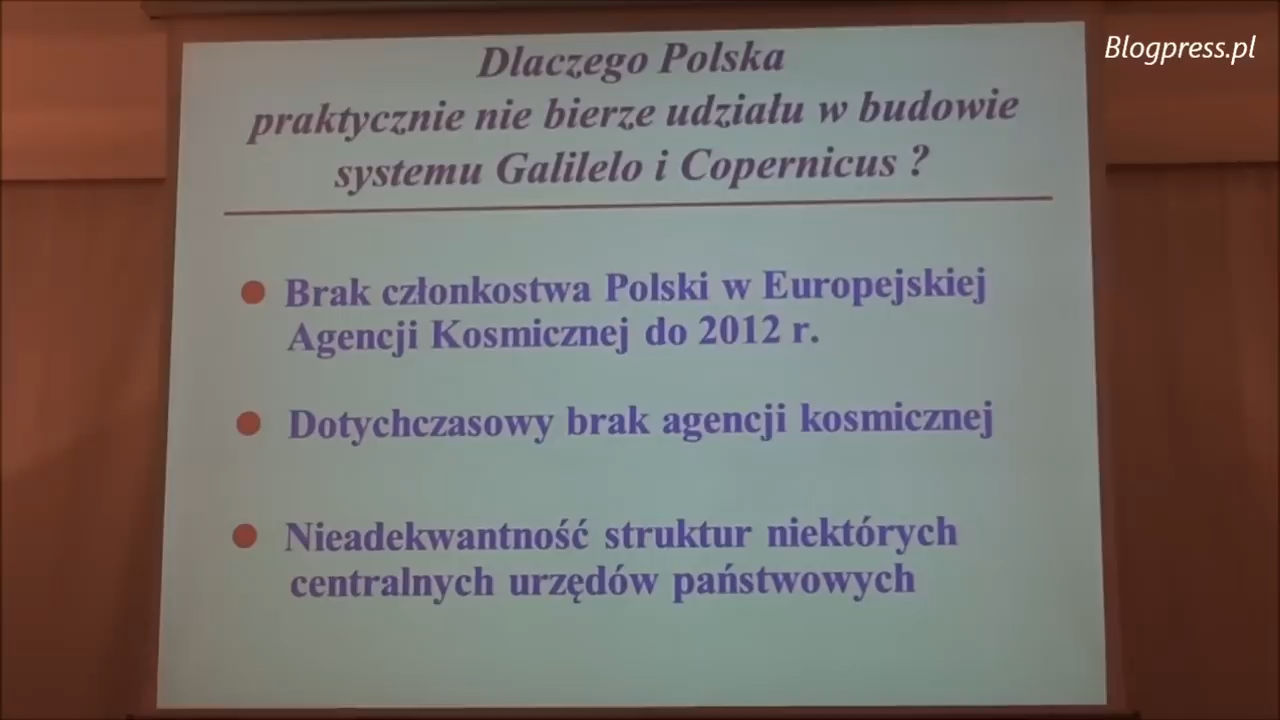 Blogpress.pl
Dlaczego Polska
praktycznie nie bierze udziału w budowie
systemu Galilelo i Copernicus ?
Brak członkostwa Polski w Europejskiej
Agencji Kosmicznej do 2012 r.
Dotychczasowy brak agencji kosmicznej
Nieadekwantność struktur niektórych
centralnych urzędów państwowych